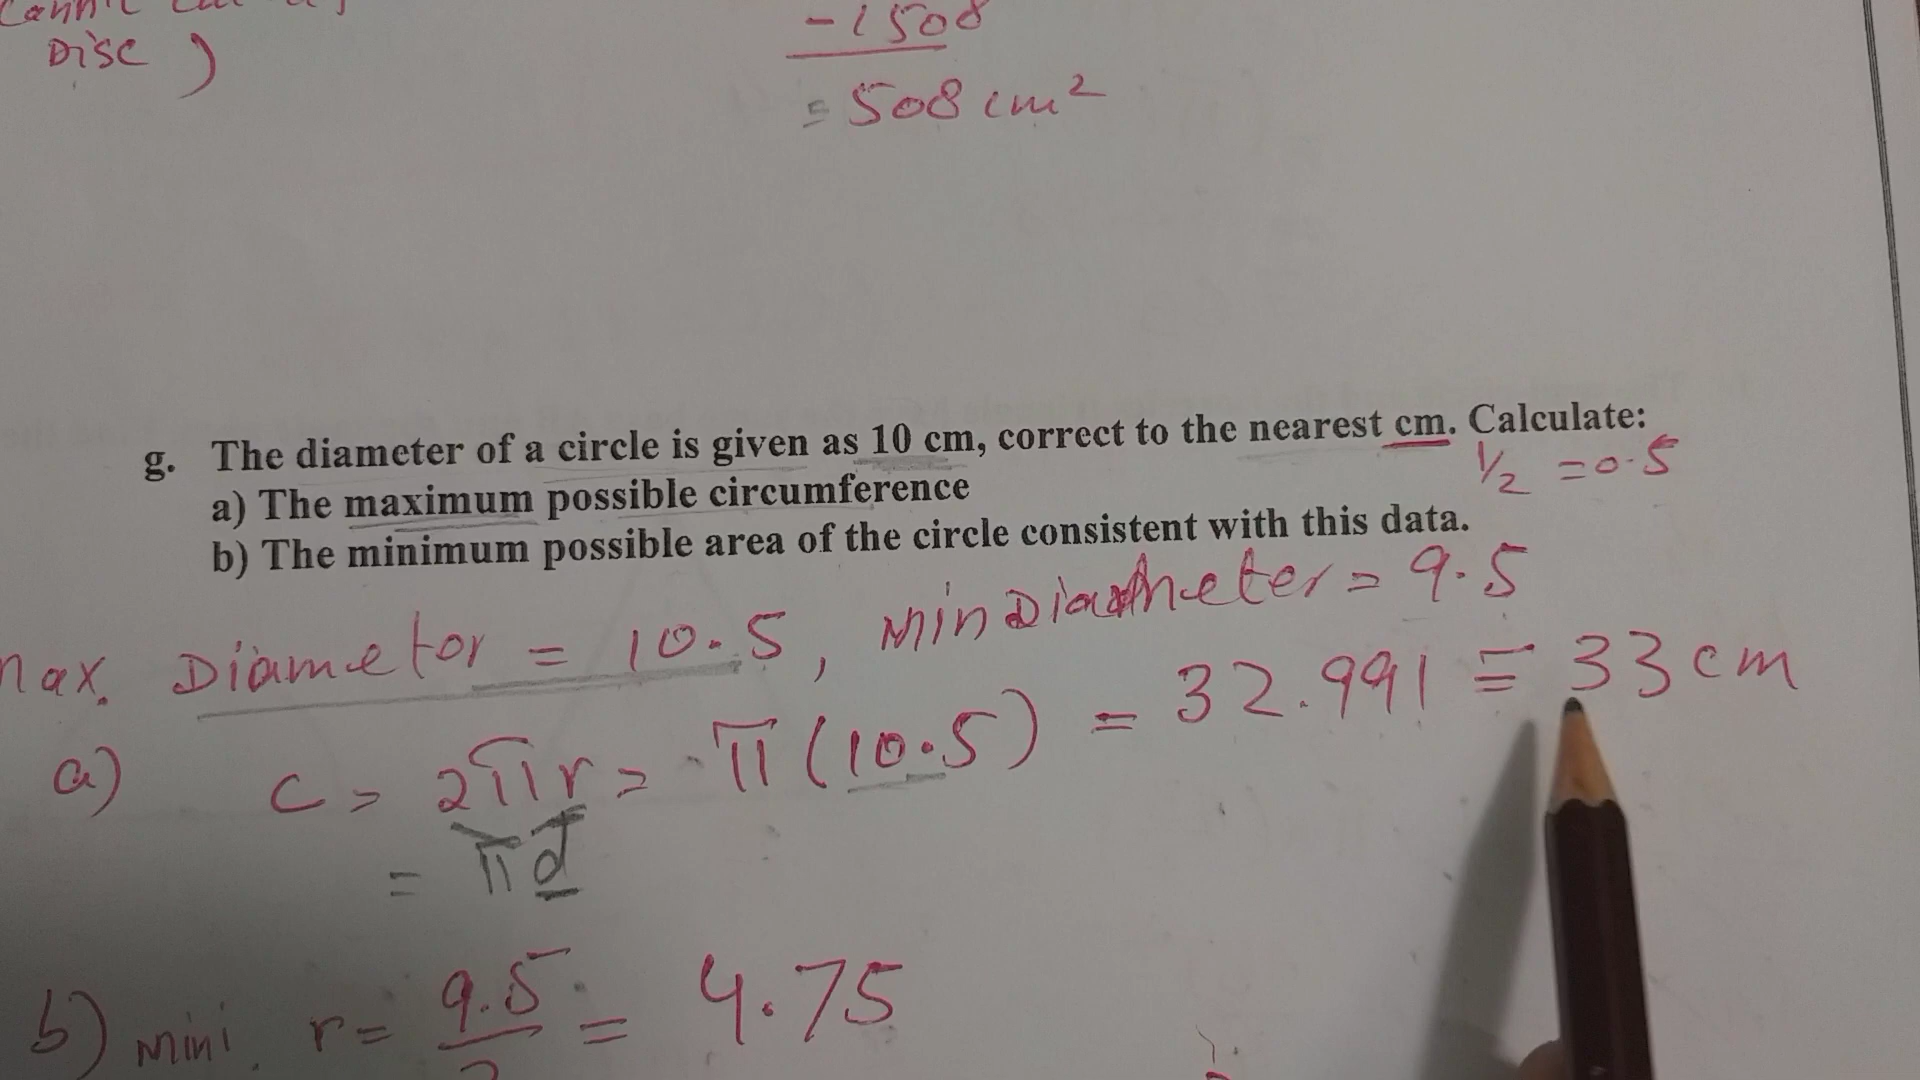 Disc )
- 1508
= 508 cm²
g. The diameter of a circle is given as 10 cm, correct to the nearest cm. Calculate:
1/2 = 0.5
a) The maximum possible circumference
b) The minimum possible area of the circle consistent with this data.
max. Diameter = 10.5, Min Diameter = 9.5
a) C = 2πr = π(10.5) = 32.991 = 33 cm
= πd
b) mini. r = 9.5/2 = 4.75